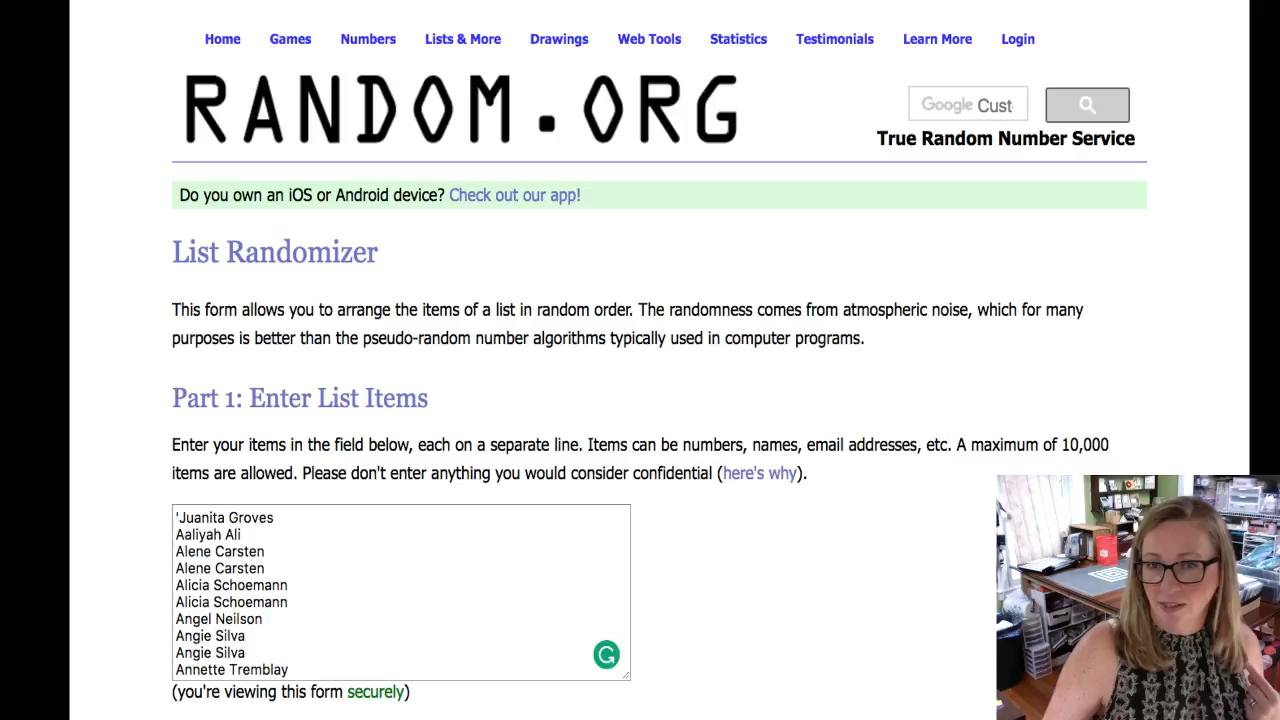 Home Games Numbers Lists & More Drawings Web Tools Statistics Testimonials Learn More Login
RANDOM.ORG
Google Cust
True Random Number Service
Do you own an iOS or Android device? Check out our app!
List Randomizer
This form allows you to arrange the items of a list in random order. The randomness comes from atmospheric noise, which for many
purposes is better than the pseudo-random number algorithms typically used in computer programs.
Part 1: Enter List Items
Enter your items in the field below, each on a separate line. Items can be numbers, names, email addresses, etc. A maximum of 10,000
items are allowed. Please don't enter anything you would consider confidential (here's why).
'Juanita Groves
Aaliyah Ali
Alene Carsten
Alene Carsten
Alicia Schoemann
Alicia Schoemann
Angel Neilson
Angie Silva
Angie Silva
Annette Tremblay
(you're viewing this form securely)